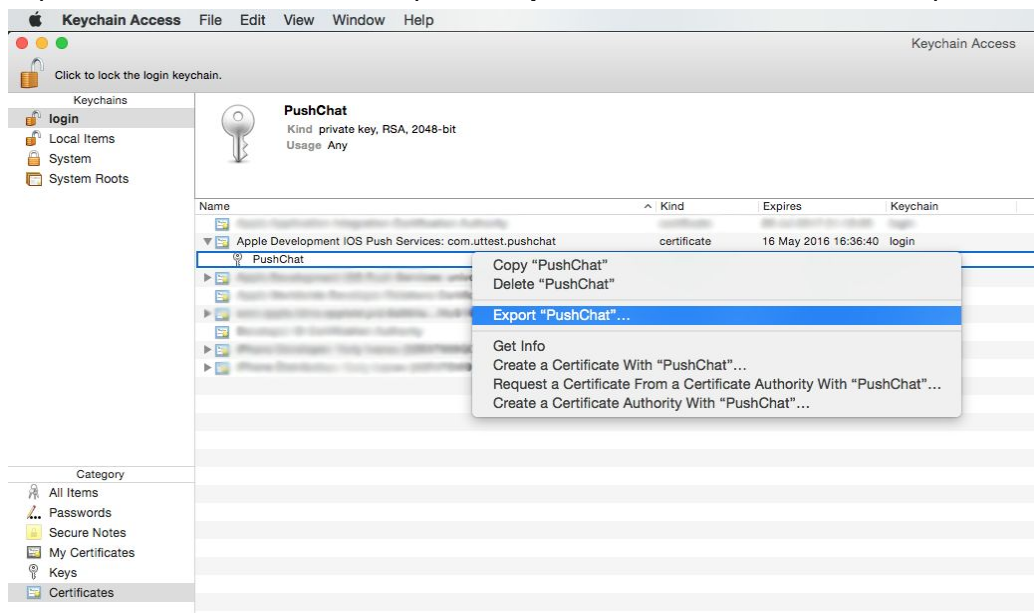 Keychain Access File Edit View Window Help
Keychain Access
Click to lock the login keychain.
Keychains
login
Local Items
System
System Roots
PushChat
Kind private key, RSA, 2048-bit
Usage Any
Name Kind Expires Keychain
Apple Development IOS Push Services: com.uttest.pushchat certificate 16 May 2016 16:36:40 login
PushChat
Copy “PushChat”
Delete “PushChat”
Export “PushChat”...
Get Info
Create a Certificate With “PushChat”...
Request a Certificate From a Certificate Authority With “PushChat”...
Create a Certificate Authority With “PushChat”...
Category
All Items
Passwords
Secure Notes
My Certificates
Keys
Certificates